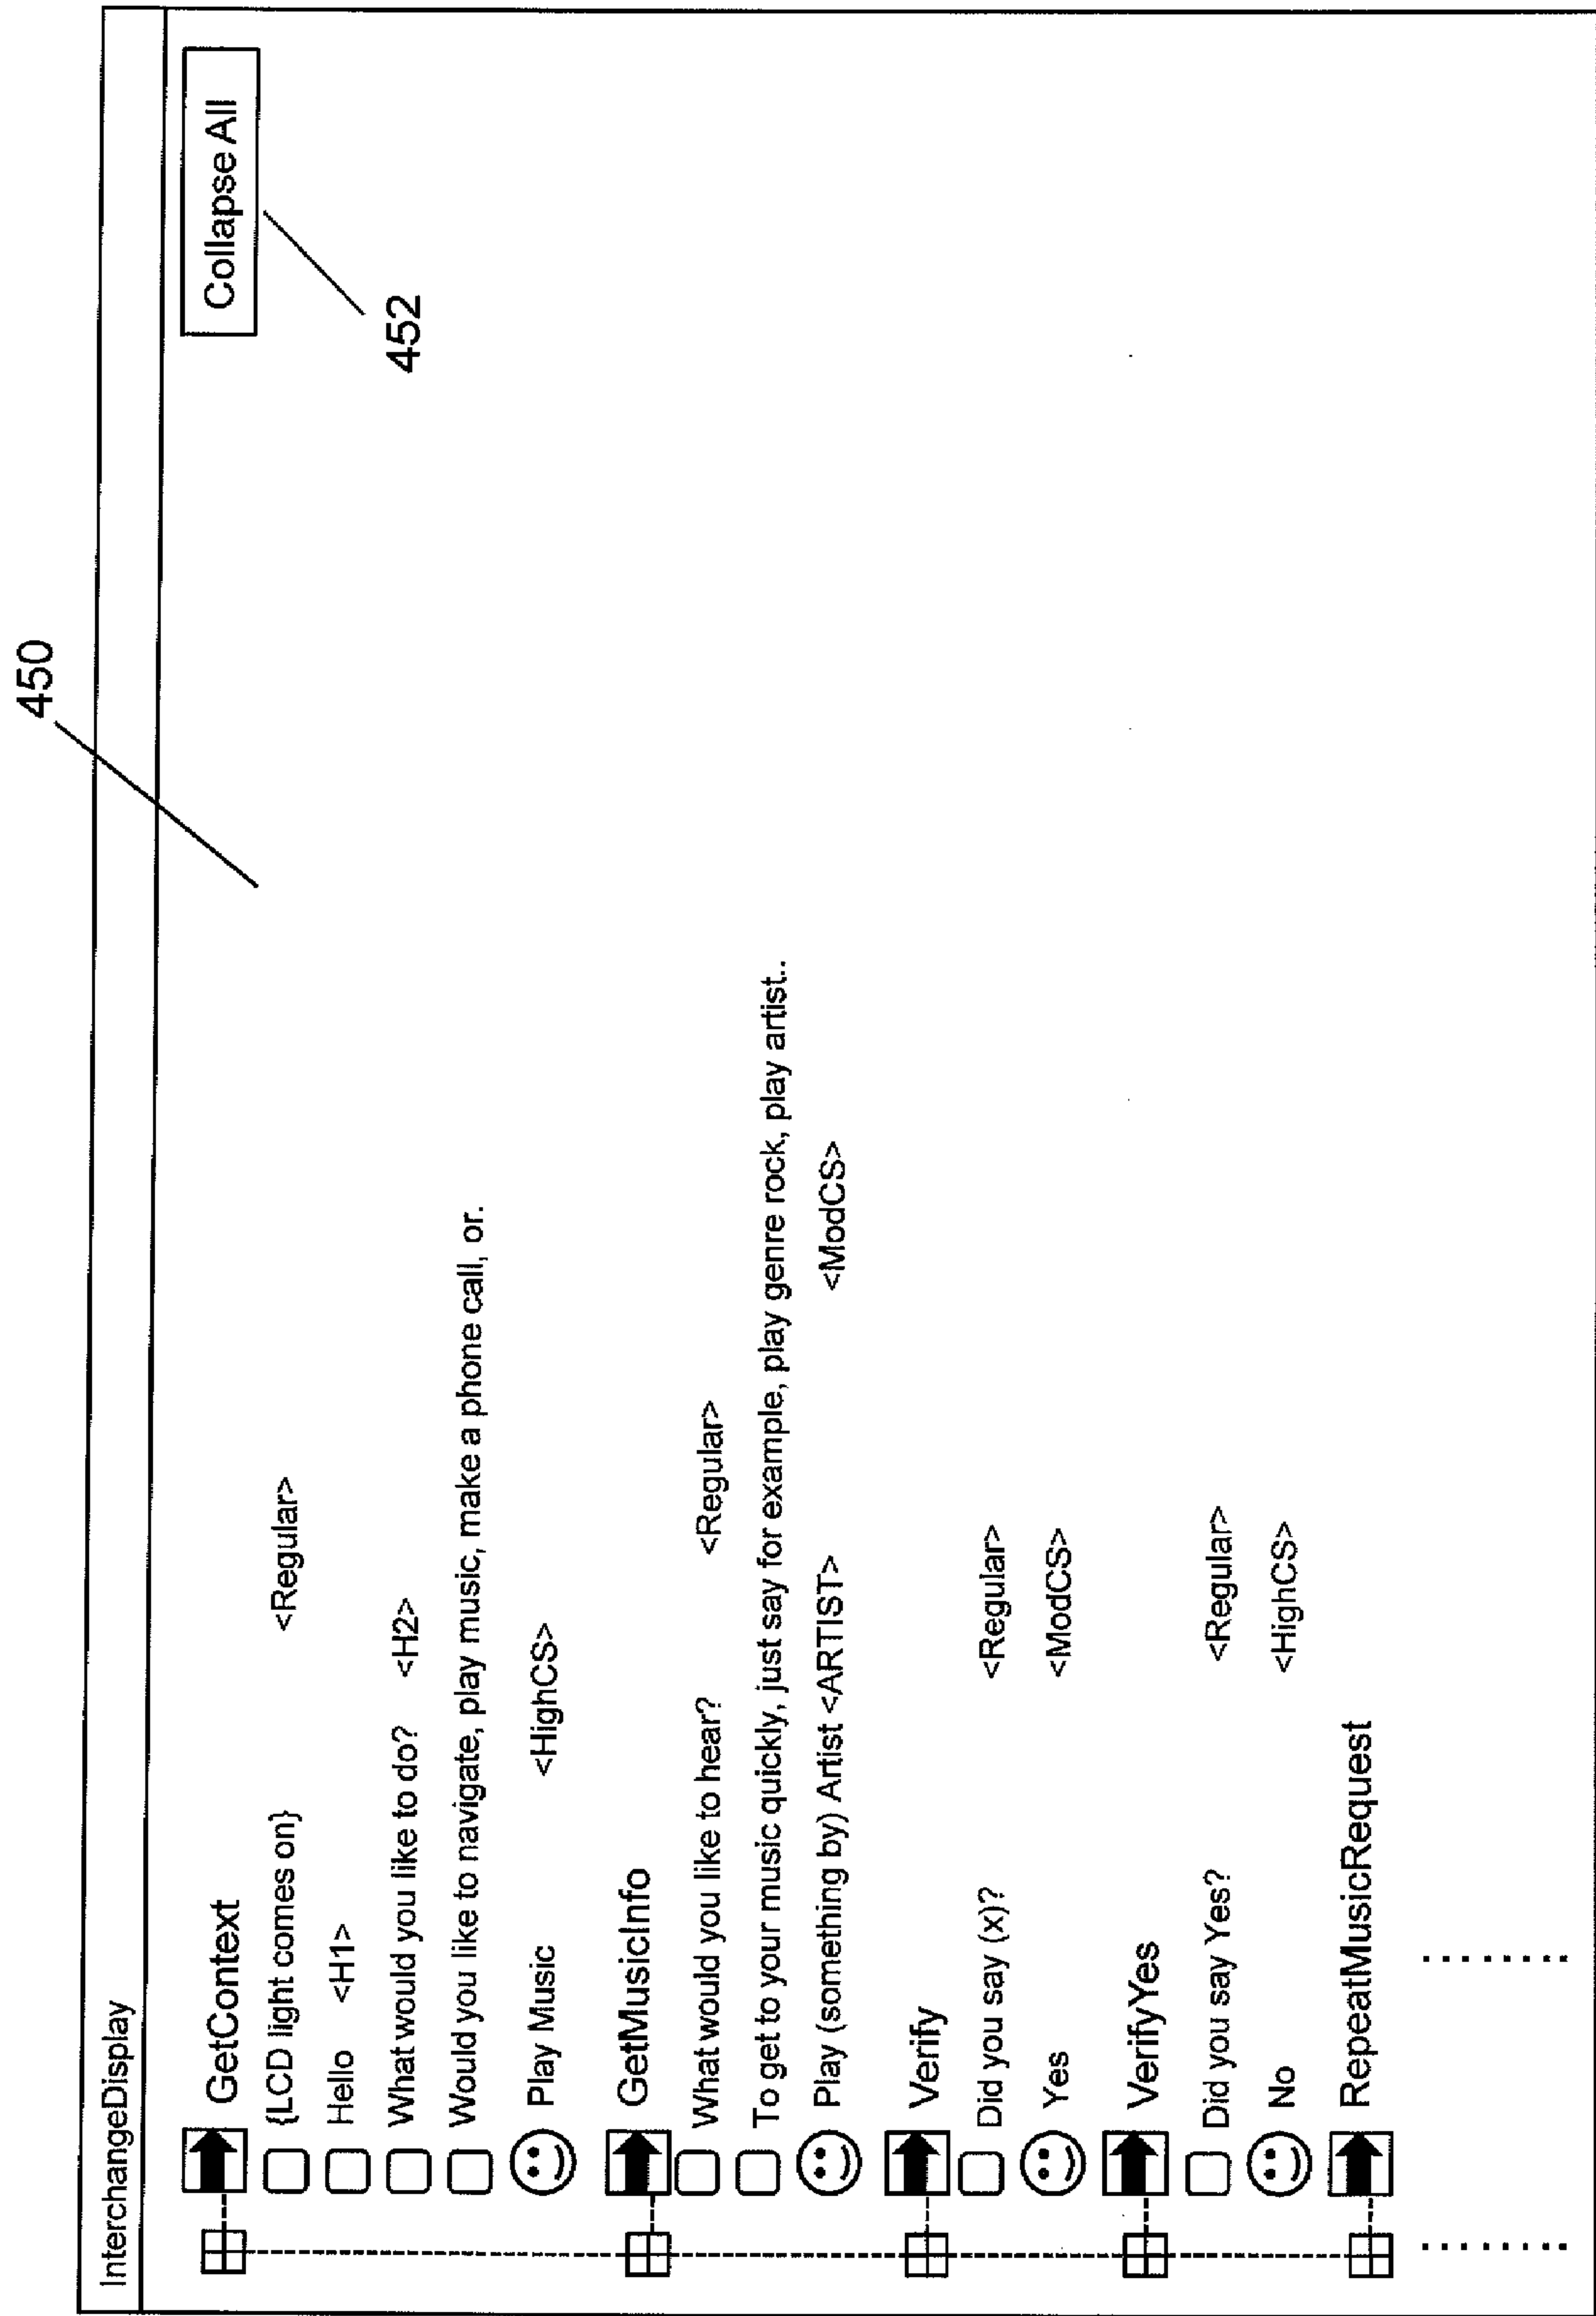 450
InterchangeDisplay
Collapse All
452
GetContext
{LCD light comes on} <Regular>
Hello <H1>
What would you like to do? <H2>
Would you like to navigate, play music, make a phone call, or.
Play Music <HighCS>
GetMusicInfo
What would you like to hear? <Regular>
To get to your music quickly, just say for example, play genre rock, play artist..
Play (something by) Artist <ARTIST> <ModCS>
Verify
Did you say (x)? <Regular>
Yes <ModCS>
VerifyYes
Did you say Yes? <Regular>
No <HighCS>
RepeatMusicRequest